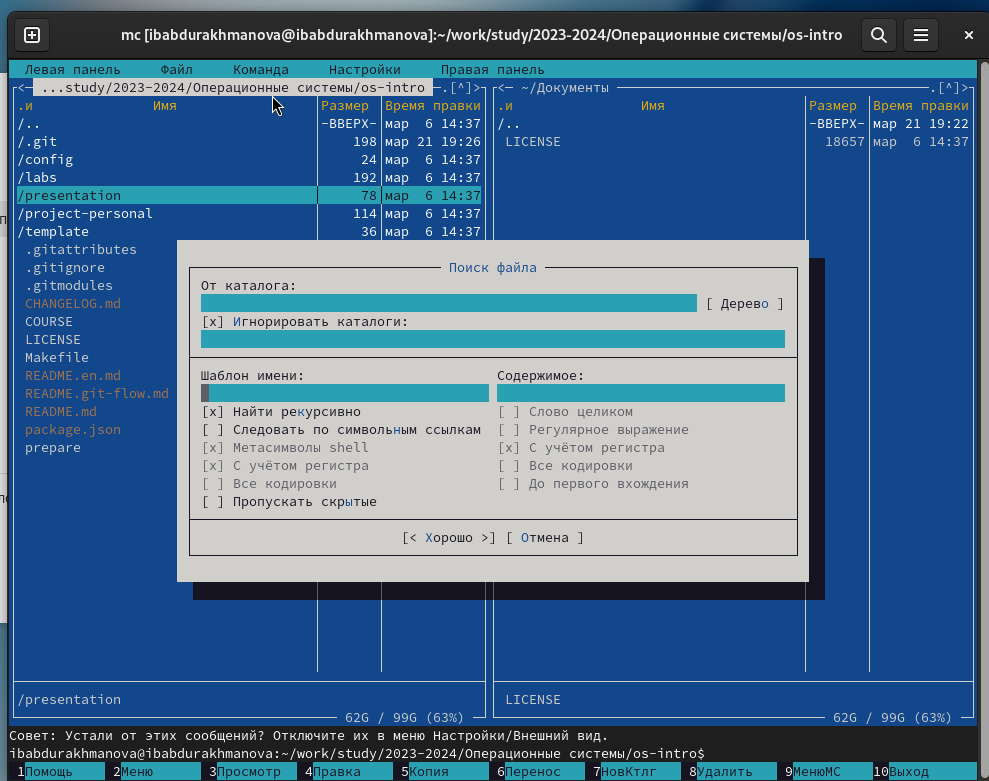 mc [ibabdurakhmanova@ibabdurakhmanova]:~/work/study/2023-2024/Операционные системы/os-intro
Левая панель Файл Команда Настройки Правая панель
<─ ...study/2023-2024/Операционные системы/os-intro ─.[^]>
.и Имя Размер Время правки
/.. -ВВЕРХ- мар 6 14:37
/.git 198 мар 21 19:26
/config 24 мар 6 14:37
/labs 192 мар 6 14:37
/presentation 78 мар 6 14:37
/project-personal 114 мар 6 14:37
/template 36 мар 6 14:37
.gitattributes
.gitignore
.gitmodules
CHANGELOG.md
COURSE
LICENSE
Makefile
README.en.md
README.git-flow.md
README.md
package.json
prepare
/presentation
62G / 99G (63%)
<─ ~/Документы ─.[^]>
.и Имя Размер Время правки
/.. -ВВЕРХ- мар 21 19:22
LICENSE 18657 мар 6 14:37
LICENSE
62G / 99G (63%)
Поиск файла
От каталога:
[ Дерево ]
[x] Игнорировать каталоги:
Шаблон имени: Содержимое:
[x] Найти рекурсивно [ ] Слово целиком
[ ] Следовать по символьным ссылкам [ ] Регулярное выражение
[x] Метасимволы shell [x] С учётом регистра
[x] С учётом регистра [ ] Все кодировки
[ ] Все кодировки [ ] До первого вхождения
[ ] Пропускать скрытые
[< Хорошо >] [ Отмена ]
Совет: Устали от этих сообщений? Отключите их в меню Настройки/Внешний вид.
ibabdurakhmanova@ibabdurakhmanova:~/work/study/2023-2024/Операционные системы/os-intro$
1Помощь 2Меню 3Просмотр 4Правка 5Копия 6Перенос 7НовКтлг 8Удалить 9МенюMC 10Выход